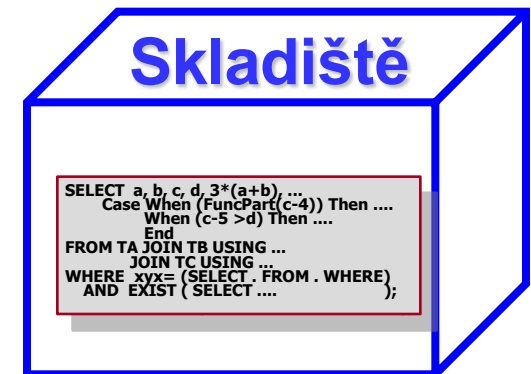 Skladiště
SELECT a, b, c, d, 3*(a+b), ...
Case When (FuncPart(c-4)) Then ....
When (c-5 >d) Then ....
End
FROM TA JOIN TB USING ...
JOIN TC USING ...
WHERE xyx= (SELECT . FROM . WHERE)
AND EXIST ( SELECT .... );